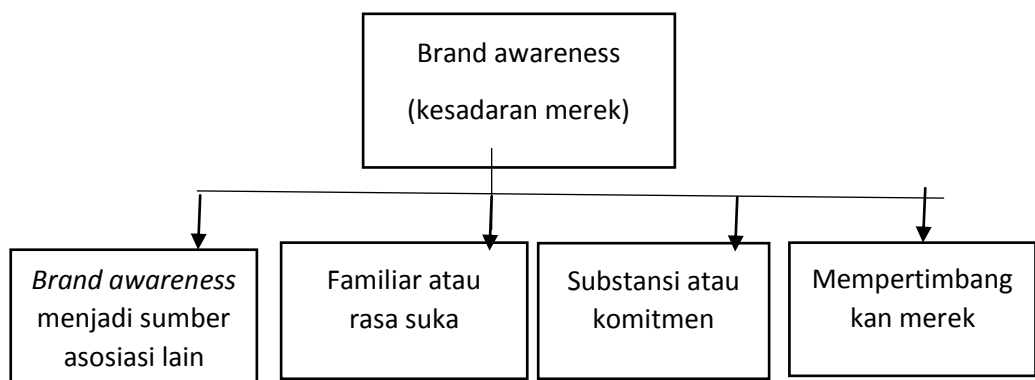 Brand awareness
(kesadaran merek)
Brand awareness
menjadi sumber
asosiasi lain
Familiar atau
rasa suka
Substansi atau
komitmen
Mempertimbang
kan merek